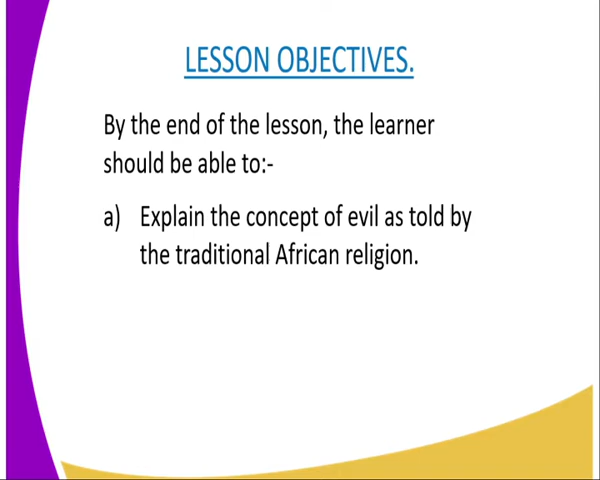 LESSON OBJECTIVES.
By the end of the lesson, the learner
should be able to:-
a) Explain the concept of evil as told by
the traditional African religion.